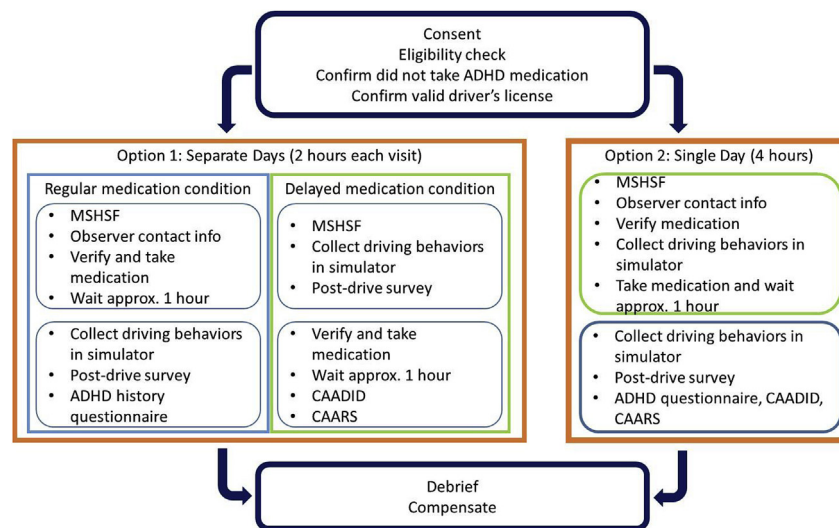 Consent
Eligibility check
Confirm did not take ADHD medication
Confirm valid driver's license
Option 1: Separate Days (2 hours each visit)
Regular medication condition
• MSHSF
• Observer contact info
• Verify and take
medication
• Wait approx. 1 hour
• Collect driving behaviors
in simulator
• Post-drive survey
• ADHD history
questionnaire
Delayed medication condition
• MSHSF
• Collect driving behaviors
in simulator
• Post-drive survey
• Verify and take
medication
• Wait approx. 1 hour
• CAADID
• CAARS
Option 2: Single Day (4 hours)
• MSHSF
• Observer contact info
• Verify medication
• Collect driving behaviors in
simulator
• Take medication and wait
approx. 1 hour
• Collect driving behaviors in
simulator
• Post-drive survey
• ADHD questionnaire, CAADID,
CAARS
Debrief
Compensate